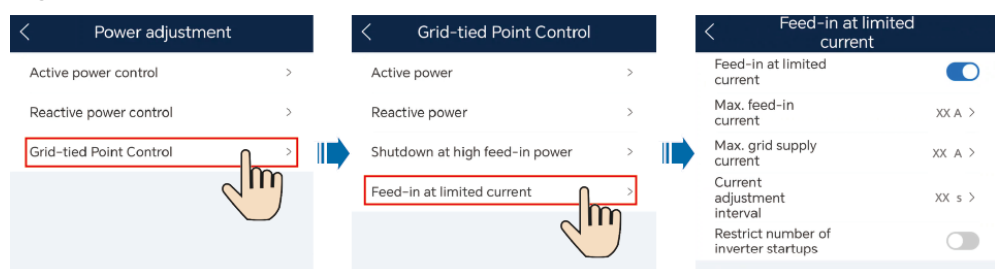 Power adjustment
Active power control
Reactive power control
Grid-tied Point Control
Grid-tied Point Control
Active power
Reactive power
Shutdown at high feed-in power
Feed-in at limited current
Feed-in at limited
current
Feed-in at limited
current
Max. feed-in
current
XX A
Max. grid supply
current
XX A
Current
adjustment
interval
XX s
Restrict number of
inverter startups